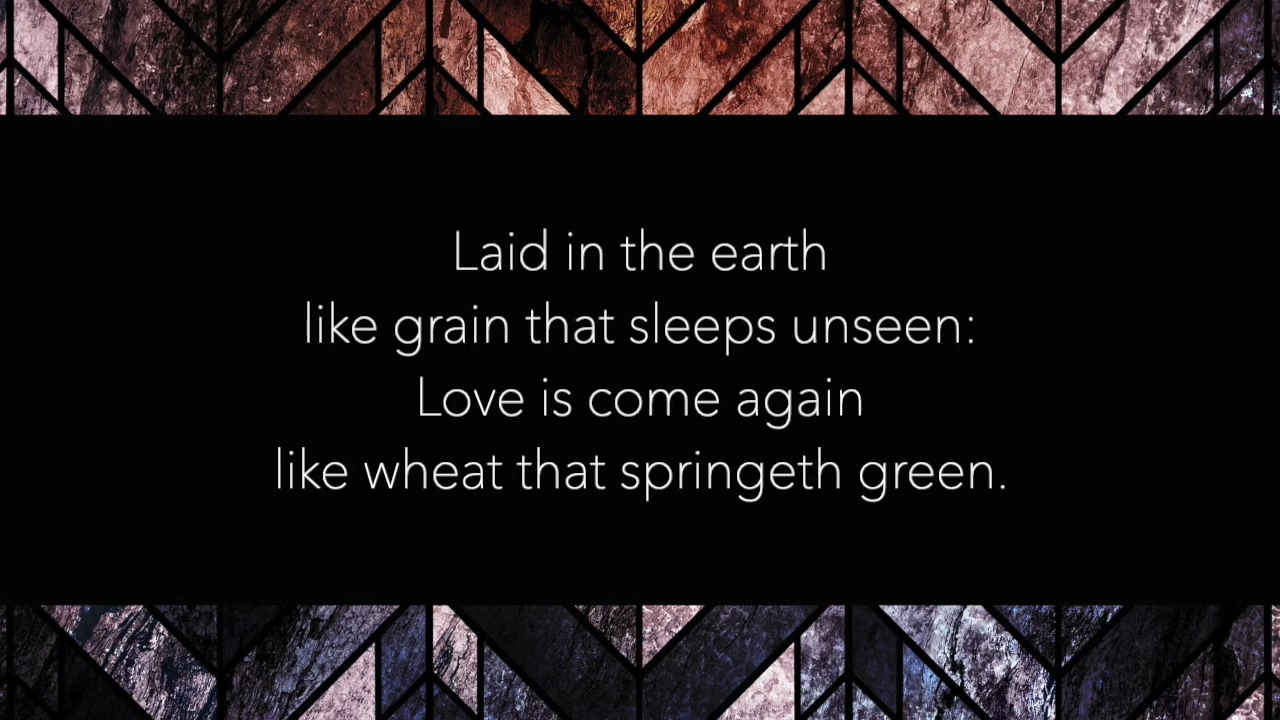 Laid in the earth
like grain that sleeps unseen:
Love is come again
like wheat that springeth green.